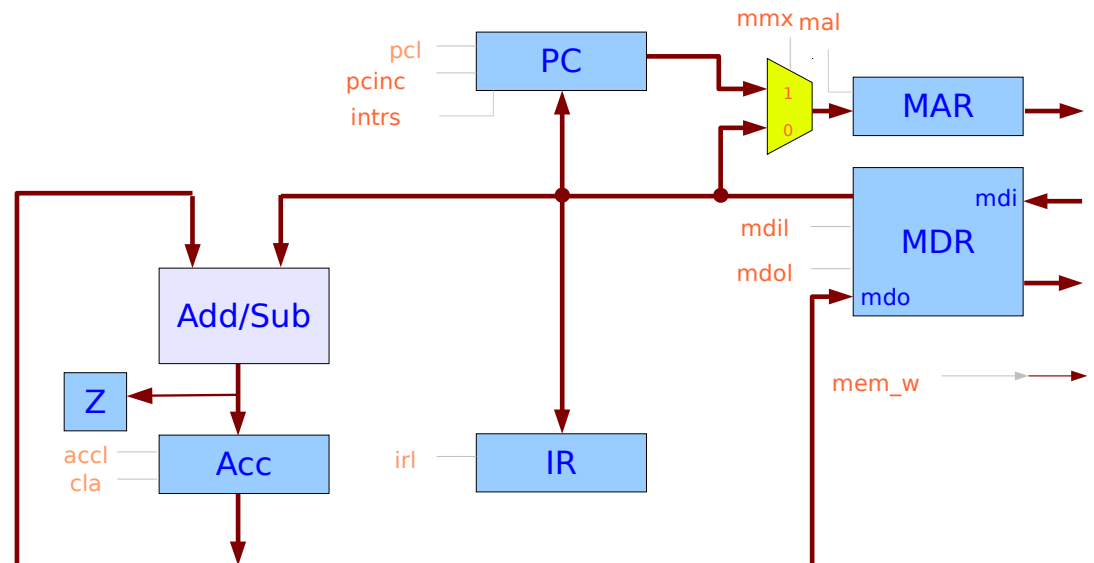 mmx
mal
pcl
PC
pcinc
1
MAR
intrs
0
mdi
mdil
MDR
mdol
mdo
Add/Sub
mem_w
Z
accl
Acc
irl
IR
cla